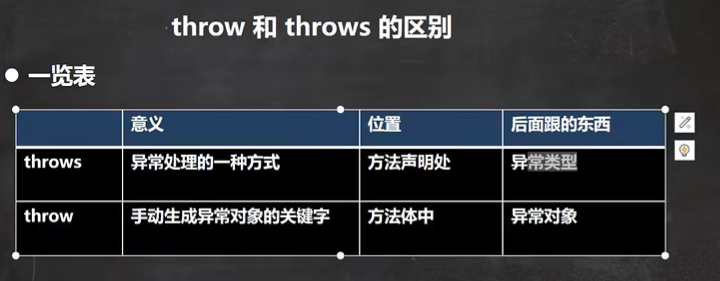 throw 和 throws 的区别
一览表
意义 位置 后面跟的东西
throws 异常处理的一种方式 方法声明处 异常类型
throw 手动生成异常对象的关键字 方法体中 异常对象